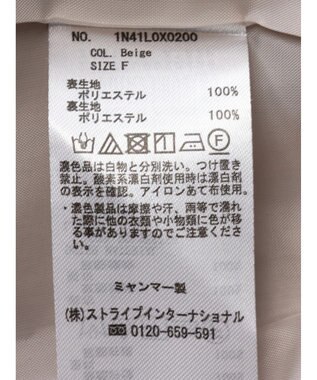 NO. 1N41L0X0200
COL. Beige
SIZE F
表生地
ポリエステル 100%
裏生地
ポリエステル 100%
濃色品は白物と分別洗い。つけ置き
禁止。酸素系漂白剤使用時は漂白剤
の表示を確認。アイロンあて布使用。
・濃色製品は摩擦や汗、雨等で濡れ
た際に他の衣類や小物類に色が移
る事がありますのでご注意くださ
い。
ミャンマー製
(株)ストライプインターナショナル
☎ 0120-659-591